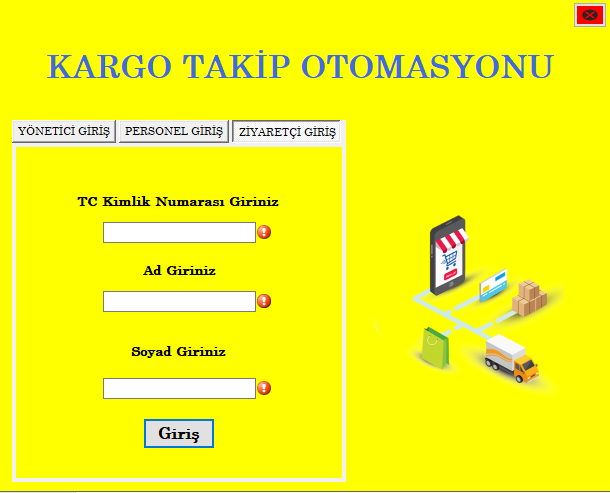 KARGO TAKİP OTOMASYONU
YÖNETİCİ GİRİŞ PERSONEL GİRİŞ ZİYARETÇİ GİRİŞ
TC Kimlik Numarası Giriniz
Ad Giriniz
Soyad Giriniz
Giriş